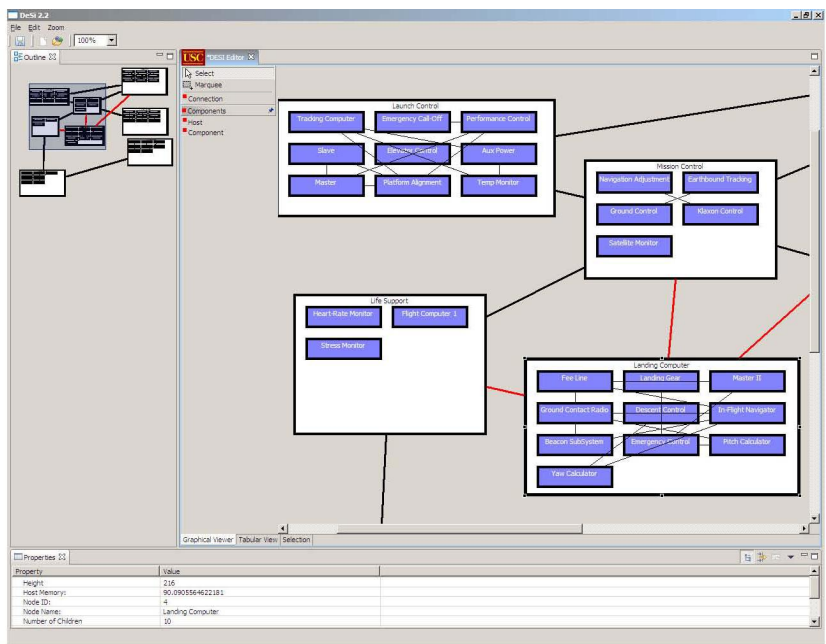 DeSi 2.2
File Edit Zoom
100%
Outline
USC *DESI Editor
Select
Marquee
Connection
Components
Host
Component
Launch Control
Tracking Computer Emergency Call-Off Performance Control
Slave Elevator Control Aux Power
Master Platform Alignment Temp Monitor
Mission Control
Navigation Adjustment Earthbound Tracking
Ground Control Klaxon Control
Satellite Monitor
Life Support
Heart-Rate Monitor Flight Computer 1
Stress Monitor
Landing Computer
Fee Line Landing Gear Master II
Ground Contact Radio Descent Control In-Flight Navigator
Beacon SubSystem Emergency Control Pitch Calculator
Yaw Calculator
Graphical Viewer Tabular View Selection
Properties
Property Value
Height 216
Host Memory: 90.0905564622181
Node ID: 4
Node Name: Landing Computer
Number of Children 10